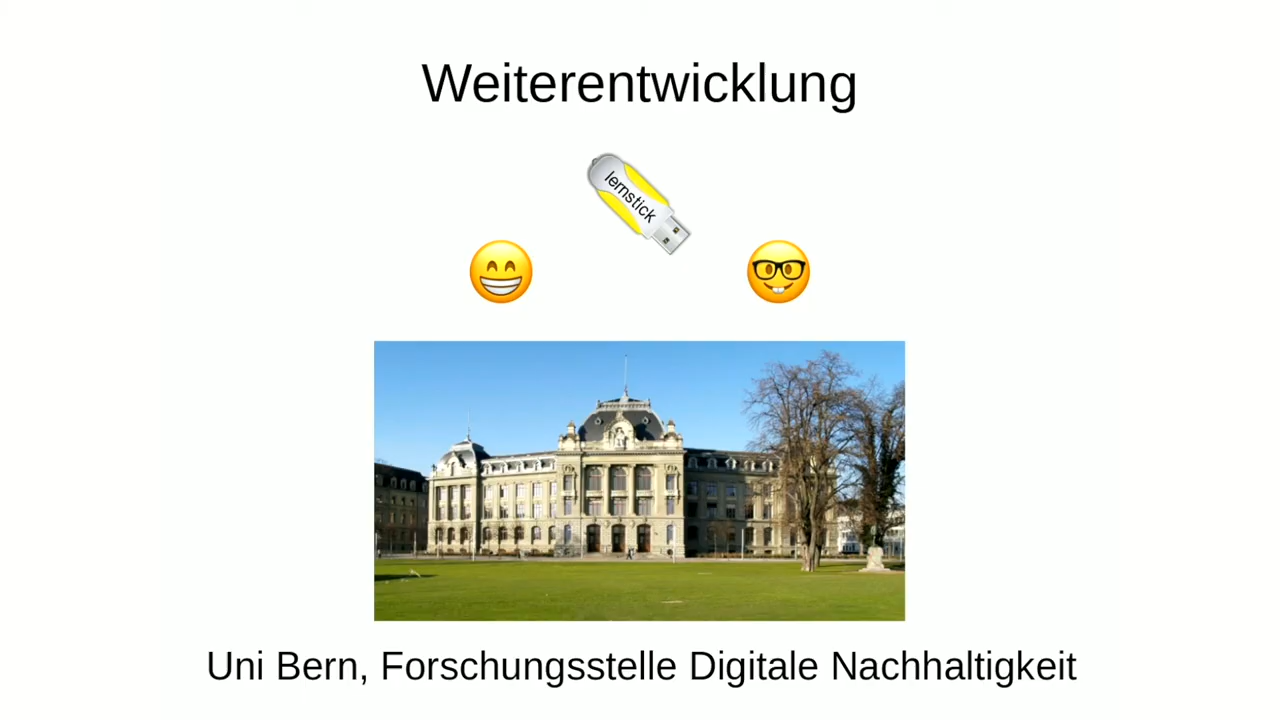 Weiterentwicklung
lernstick
Uni Bern, Forschungsstelle Digitale Nachhaltigkeit